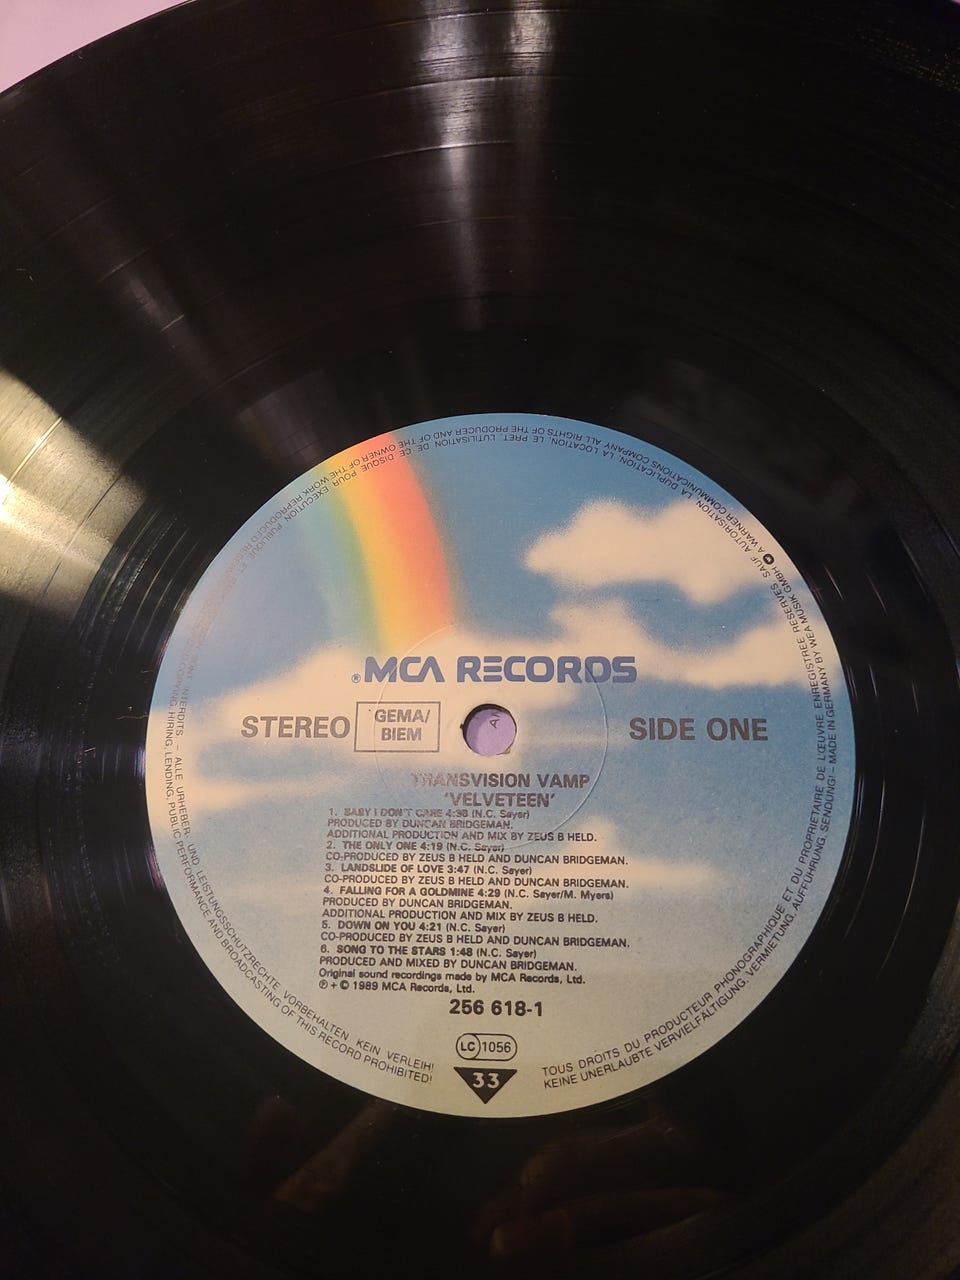 ® MCA RECORDS
STEREO
GEMA/
BIEM
SIDE ONE
TRANSVISION VAMP
'VELVETEEN'
1. BABY I DON'T CARE 4:38 (N.C. Sayer)
PRODUCED BY DUNCAN BRIDGEMAN.
ADDITIONAL PRODUCTION AND MIX BY ZEUS B HELD.
2. THE ONLY ONE 4:19 (N.C. Sayer)
CO-PRODUCED BY ZEUS B HELD AND DUNCAN BRIDGEMAN.
3. LANDSLIDE OF LOVE 3:47 (N.C. Sayer)
CO-PRODUCED BY ZEUS B HELD AND DUNCAN BRIDGEMAN.
4. FALLING FOR A GOLDMINE 4:29 (N.C. Sayer/M. Myers)
PRODUCED BY DUNCAN BRIDGEMAN.
ADDITIONAL PRODUCTION AND MIX BY ZEUS B HELD.
5. DOWN ON YOU 4:21 (N.C. Sayer)
CO-PRODUCED BY ZEUS B HELD AND DUNCAN BRIDGEMAN.
6. SONG TO THE STARS 1:48 (N.C. Sayer)
PRODUCED AND MIXED BY DUNCAN BRIDGEMAN.
Original sound recordings made by MCA Records, Ltd.
℗ + © 1989 MCA Records, Ltd.
256 618-1
LC 1056
33
TOUS DROITS DU PRODUCTEUR PHONOGRAPHIQUE ET DU PROPRIETAIRE DE L'ŒUVRE ENREGISTREE RESERVES SAUF AUTORISATION, LA DUPLICATION, LA LOCATION, LE PRET, L'UTILISATION DE CE DISQUE POUR EXECUTION PUBLIQUE ET INTERDITS – ALLE URHEBER- UND LEISTUNGSSCHUTZRECHTE VORBEHALTEN KEIN VERLEIH!
KEINE UNERLAUBTE VERVIELFÄLTIGUNG, VERMIETUNG, AUFFÜHRUNG, SENDUNG! – MADE IN GERMANY BY WEA MUSIK GMBH A WARNER COMMUNICATIONS COMPANY ALL RIGHTS OF THE PRODUCER AND OF THE OWNER OF THE WORK REPRODUCED COPYING, HIRING, LENDING, PUBLIC PERFORMANCE AND BROADCASTING OF THIS RECORD PROHIBITED!